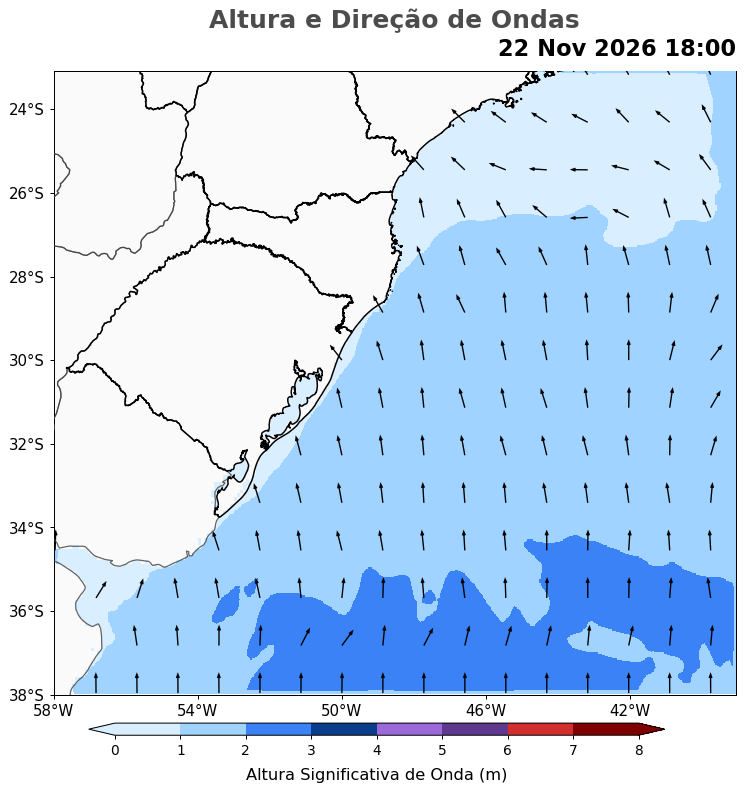 Altura e Direção de Ondas
22 Nov 2026 18:00
24°S
26°S
28°S
30°S
32°S
34°S
36°S
38°S
58°W 54°W 50°W 46°W 42°W
0 1 2 3 4 5 6 7 8
Altura Significativa de Onda (m)